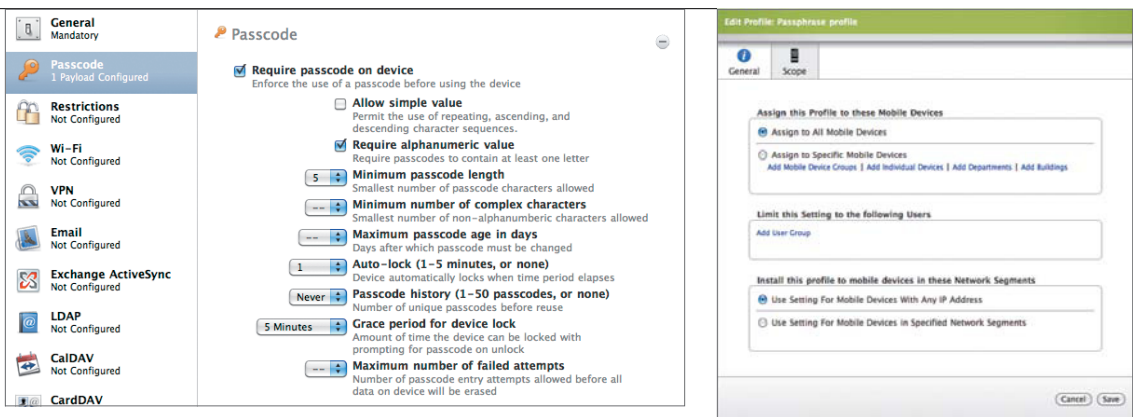 General
Mandatory
Passcode
1 Payload Configured
Restrictions
Not Configured
Wi-Fi
Not Configured
VPN
Not Configured
Email
Not Configured
Exchange ActiveSync
Not Configured
LDAP
Not Configured
CalDAV
Not Configured
CardDAV
Passcode
Require passcode on device
Enforce the use of a passcode before using the device
Allow simple value
Permit the use of repeating, ascending, and
descending character sequences.
Require alphanumeric value
Require passcodes to contain at least one letter
5 Minimum passcode length
Smallest number of passcode characters allowed
-- Minimum number of complex characters
Smallest number of non-alphanumberic characters allowed
-- Maximum passcode age in days
Days after which passcode must be changed
1 Auto-lock (1-5 minutes, or none)
Device automatically locks when time period elapses
Never Passcode history (1-50 passcodes, or none)
Number of unique passcodes before reuse
5 Minutes Grace period for device lock
Amount of time the device can be locked with
prompting for passcode on unlock
-- Maximum number of failed attempts
Number of passcode entry attempts allowed before all
data on device will be erased
Edit Profile: Passphrase profile
General Scope
Assign this Profile to these Mobile Devices
Assign to All Mobile Devices
Assign to Specific Mobile Devices
Add Mobile Device Groups | Add Individual Devices | Add Departments | Add Buildings
Limit this Setting to the following Users
Add User Group
Install this profile to mobile devices in these Network Segments
Use Setting For Mobile Devices With Any IP Address
Use Setting For Mobile Devices in Specified Network Segments
Cancel Save